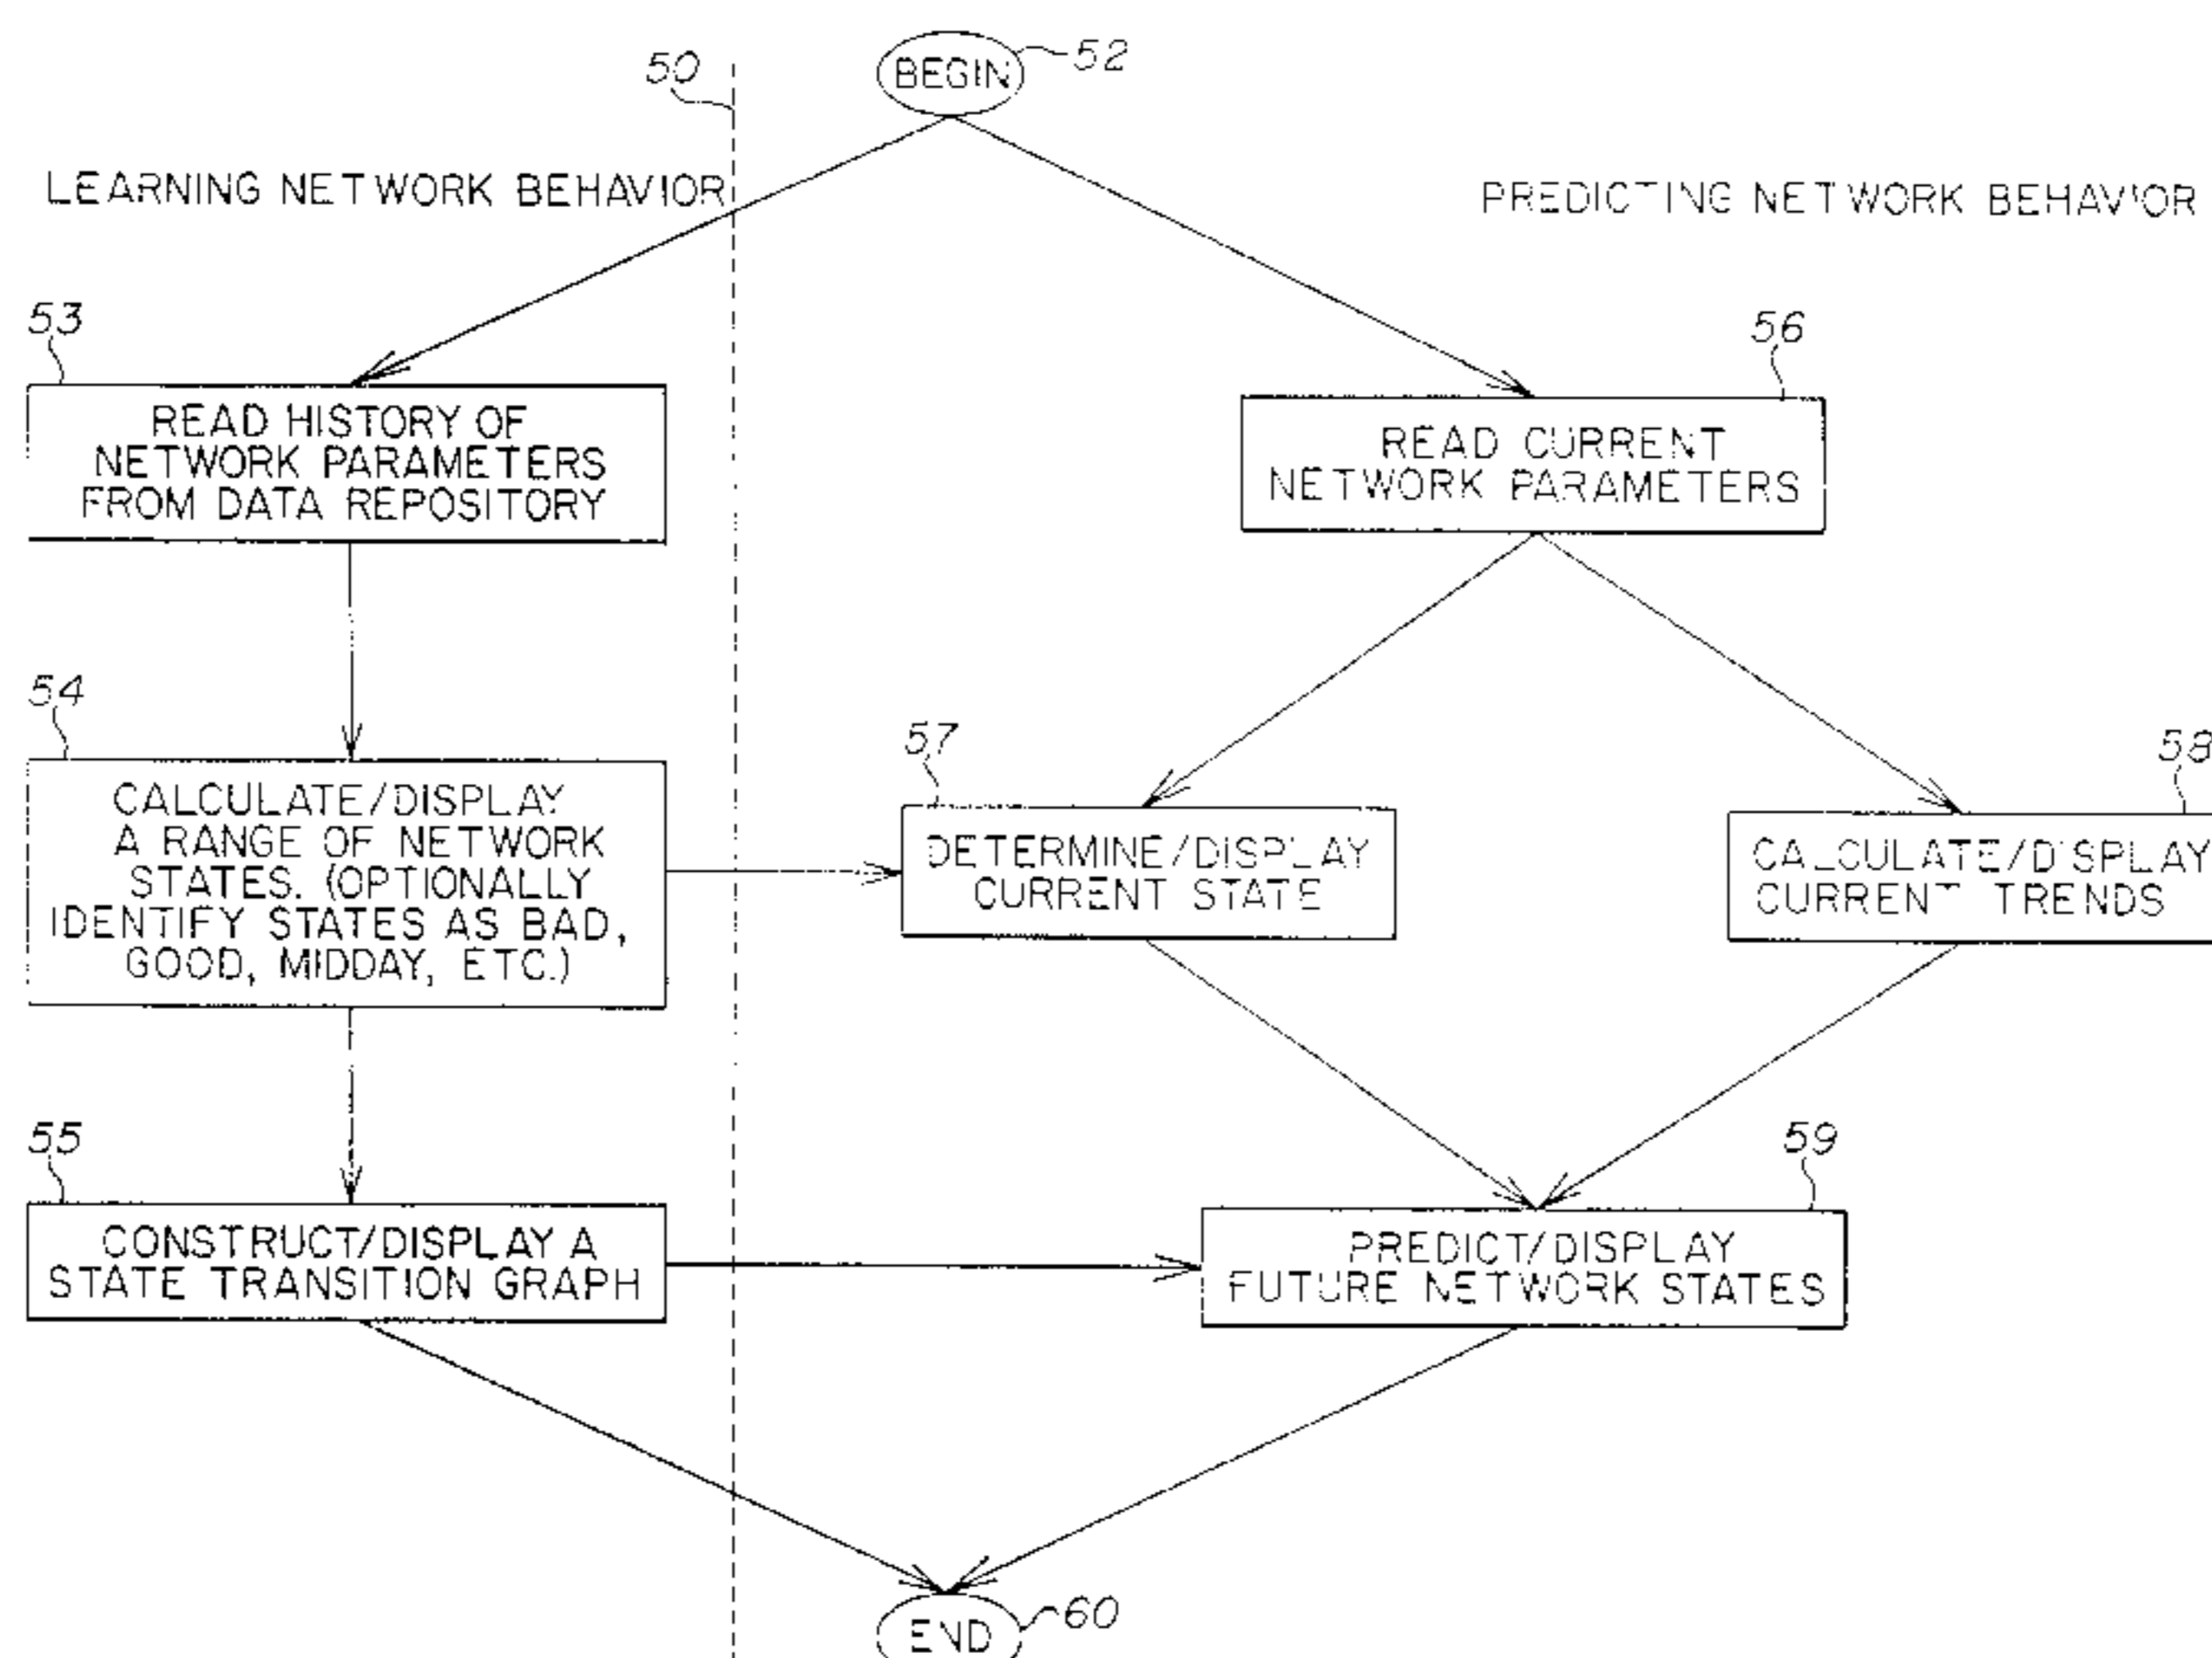 50
BEGIN
52
LEARNING NETWORK BEHAVIOR
PREDICTING NETWORK BEHAVIOR
53
READ HISTORY OF
NETWORK PARAMETERS
FROM DATA REPOSITORY
56
READ CURRENT
NETWORK PARAMETERS
54
CALCULATE/DISPLAY
A RANGE OF NETWORK
STATES. (OPTIONALLY
IDENTIFY STATES AS BAD,
GOOD, MIDDAY, ETC.)
57
DETERMINE/DISPLAY
CURRENT STATE
58
CALCULATE/DISPLAY
CURRENT TRENDS
55
CONSTRUCT/DISPLAY A
STATE TRANSITION GRAPH
59
PREDICT/DISPLAY
FUTURE NETWORK STATES
END
60